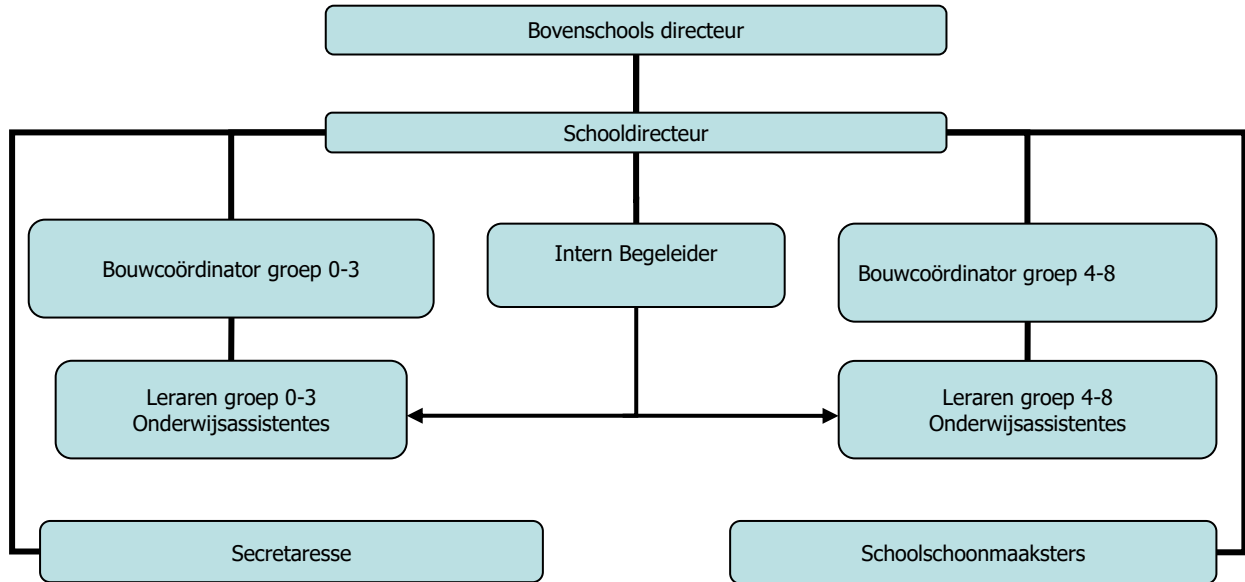 Bovenschools directeur
Schooldirecteur
Bouwcoördinator groep 0-3
Intern Begeleider
Bouwcoördinator groep 4-8
Leraren groep 0-3
Onderwijsassistentes
Leraren groep 4-8
Onderwijsassistentes
Secretaresse
Schoolschoonmaaksters